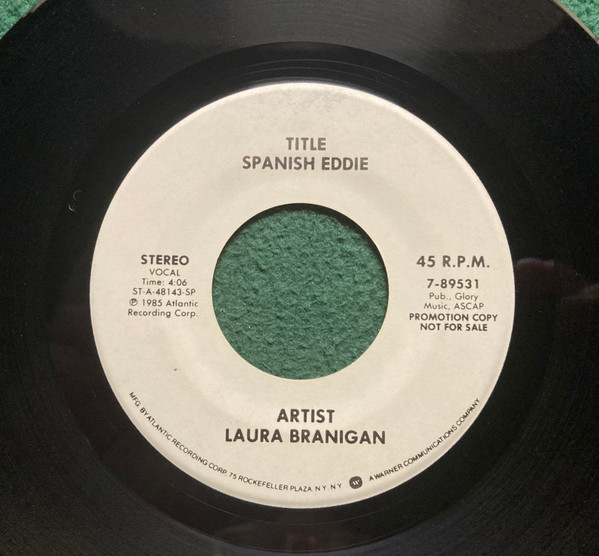 TITLE
SPANISH EDDIE
STEREO
VOCAL
Time: 4:06
ST-A-48143-SP
℗ 1985 Atlantic
Recording Corp.
45 R.P.M.
7-89531
Pub., Glory
Music, ASCAP
PROMOTION COPY
NOT FOR SALE
ARTIST
LAURA BRANIGAN
MFG. BY ATLANTIC RECORDING CORP. 75 ROCKEFELLER PLAZA, N.Y. N.Y. W A WARNER COMMUNICATIONS COMPANY